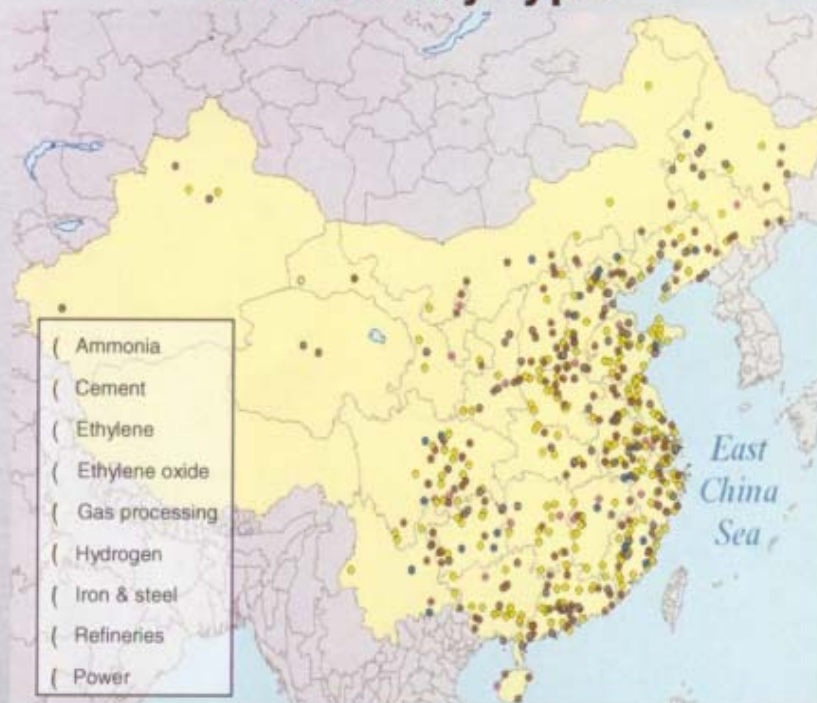 ( Ammonia
( Cement
( Ethylene
( Ethylene oxide
( Gas processing
( Hydrogen
( Iron & steel
( Refineries
( Power
East
China
Sea